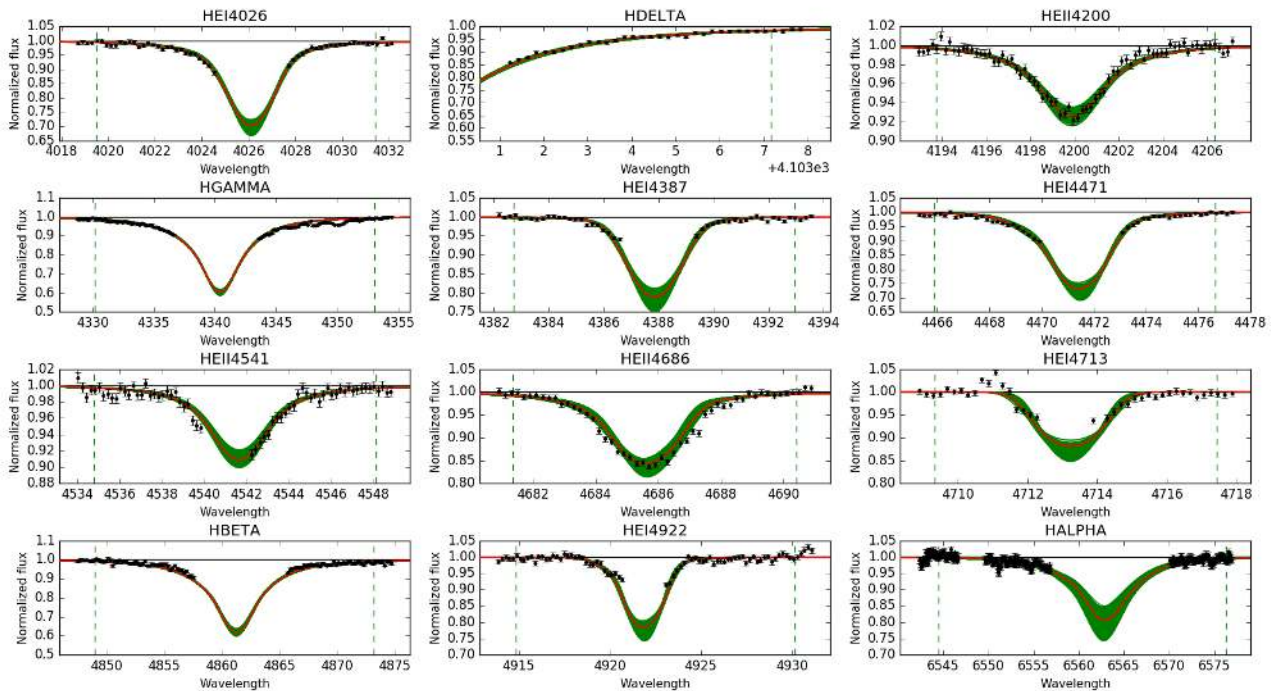 HEI4026
Normalized flux
1.05
1.00
0.95
0.90
0.85
0.80
0.75
0.70
0.65
4018 4020 4022 4024 4026 4028 4030 4032
Wavelength
HDELTA
Normalized flux
1.00
0.95
0.90
0.85
0.80
0.75
0.70
0.65
0.60
0.55
1 2 3 4 5 6 7 8
+4.103e3
Wavelength
HEII4200
Normalized flux
1.02
1.00
0.98
0.96
0.94
0.92
0.90
4194 4196 4198 4200 4202 4204 4206
Wavelength
HGAMMA
Normalized flux
1.1
1.0
0.9
0.8
0.7
0.6
0.5
4330 4335 4340 4345 4350 4355
Wavelength
HEI4387
Normalized flux
1.05
1.00
0.95
0.90
0.85
0.80
0.75
4382 4384 4386 4388 4390 4392 4394
Wavelength
HEI4471
Normalized flux
1.05
1.00
0.95
0.90
0.85
0.80
0.75
0.70
0.65
4466 4468 4470 4472 4474 4476 4478
Wavelength
HEII4541
Normalized flux
1.02
1.00
0.98
0.96
0.94
0.92
0.90
0.88
4534 4536 4538 4540 4542 4544 4546 4548
Wavelength
HEII4686
Normalized flux
1.05
1.00
0.95
0.90
0.85
0.80
4682 4684 4686 4688 4690
Wavelength
HEI4713
Normalized flux
1.05
1.00
0.95
0.90
0.85
0.80
4710 4712 4714 4716 4718
Wavelength
HBETA
Normalized flux
1.1
1.0
0.9
0.8
0.7
0.6
0.5
4850 4855 4860 4865 4870 4875
Wavelength
HEI4922
Normalized flux
1.05
1.00
0.95
0.90
0.85
0.80
0.75
0.70
4915 4920 4925 4930
Wavelength
HALPHA
Normalized flux
1.05
1.00
0.95
0.90
0.85
0.80
0.75
0.70
6545 6550 6555 6560 6565 6570 6575
Wavelength